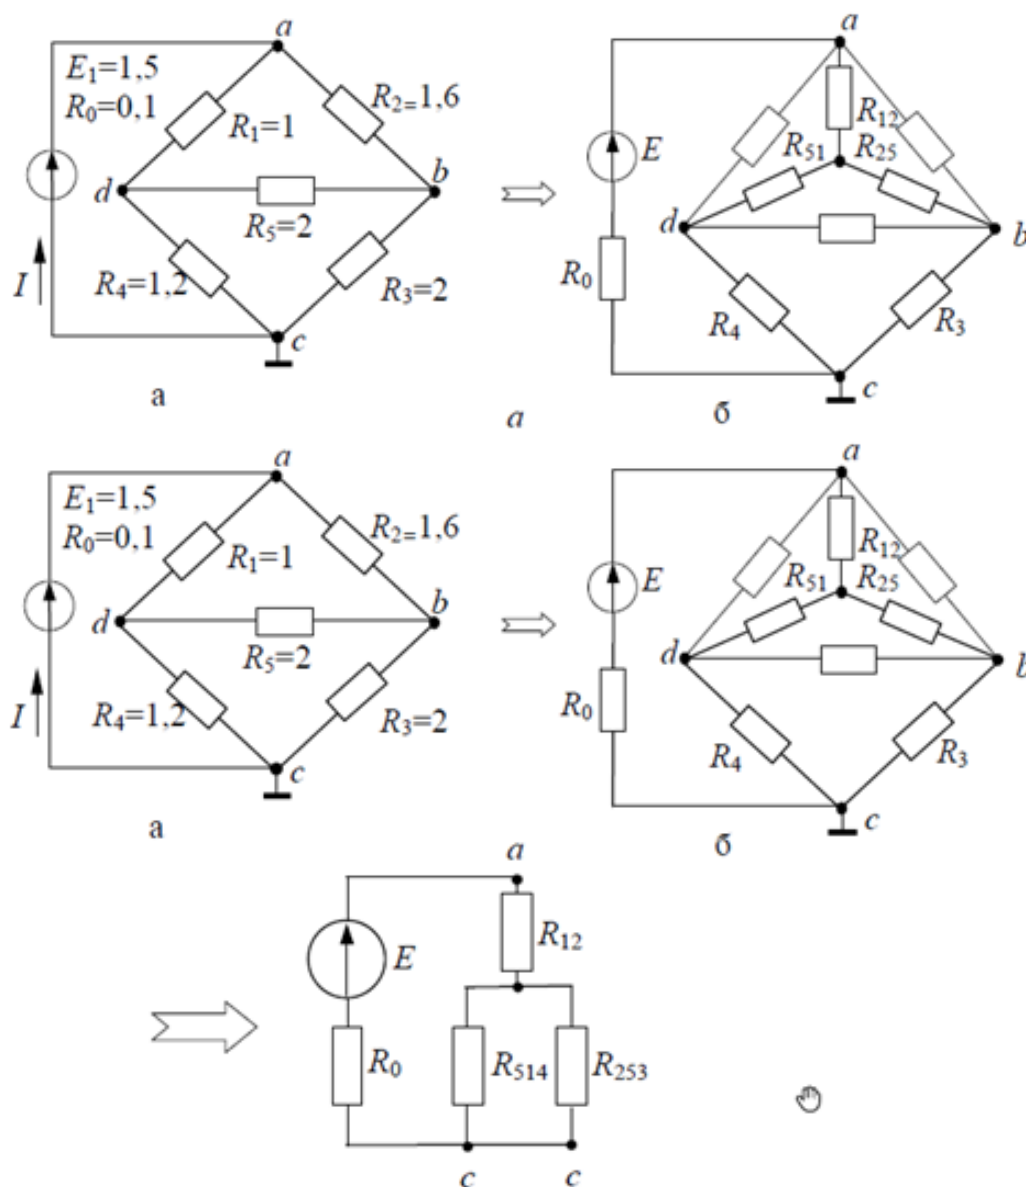 a
E1=1,5
R0=0,1
R1=1
R2=1,6
d
b
R5=2
I
R4=1,2
R3=2
c
а
a
E
R12
R51
R25
d
b
R0
R4
R3
c
б
a
a
E1=1,5
R0=0,1
R1=1
R2=1,6
d
b
R5=2
I
R4=1,2
R3=2
c
а
a
E
R12
R51
R25
d
b
R0
R4
R3
c
б
a
E
R12
R0
R514
R253
c
c